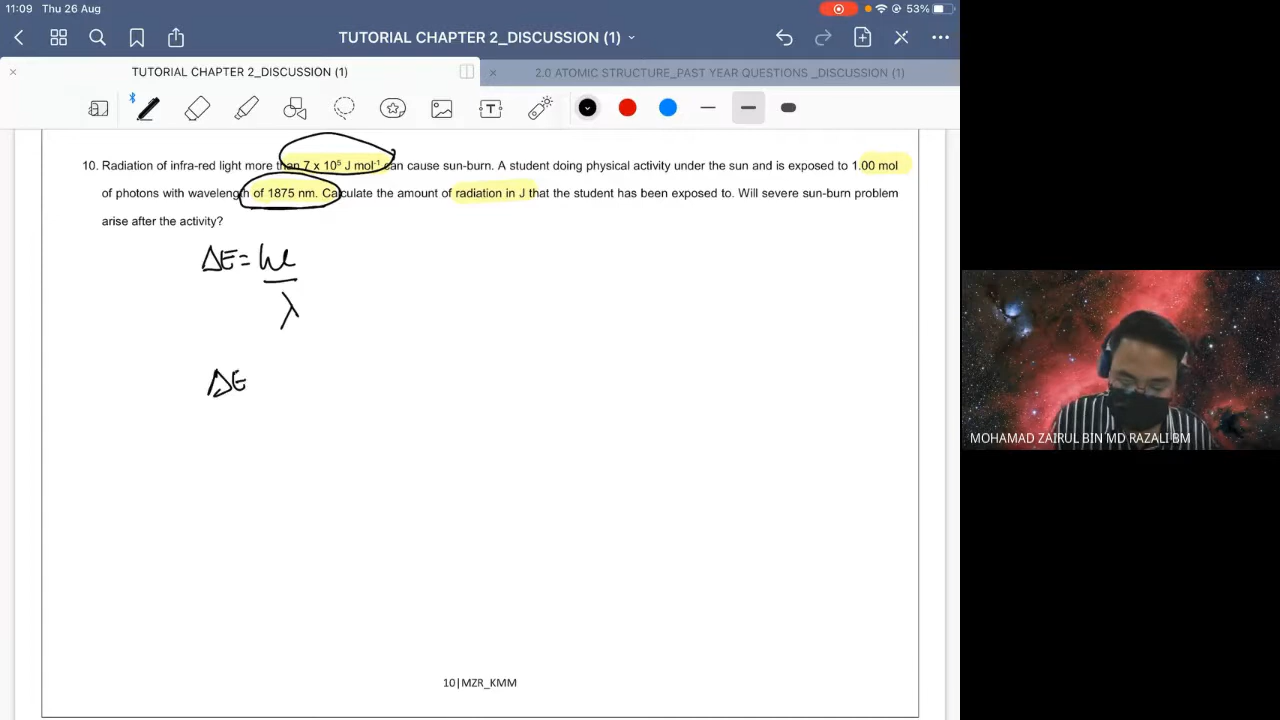 11:09 Thu 26 Aug
53%
TUTORIAL CHAPTER 2_DISCUSSION (1)
TUTORIAL CHAPTER 2_DISCUSSION (1)
2.0 ATOMIC STRUCTURE_PAST YEAR QUESTIONS _DISCUSSION (1)
10. Radiation of infra-red light more than 7 x 10⁵ J mol⁻¹ can cause sun-burn. A student doing physical activity under the sun and is exposed to 1.00 mol
of photons with wavelength of 1875 nm. Calculate the amount of radiation in J that the student has been exposed to. Will severe sun-burn problem
arise after the activity?
ΔE = hc
λ
ΔE
MOHAMAD ZAIRUL BIN MD RAZALI BM
10|MZR_KMM